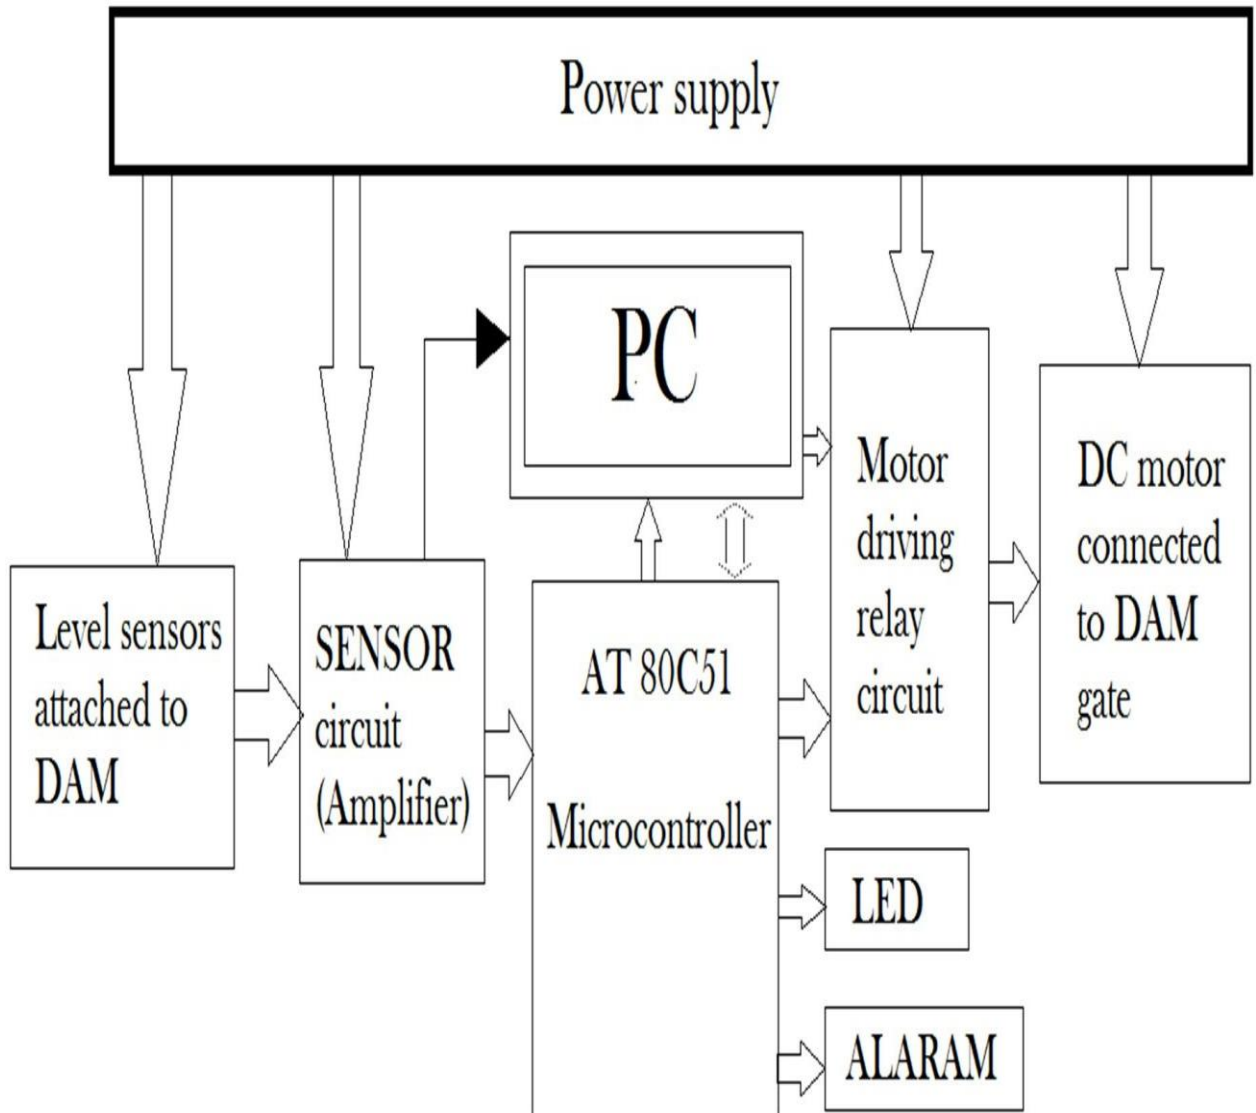 Power supply
PC
Level sensors
attached to
DAM
SENSOR
circuit
(Amplifier)
AT 80C51
Microcontroller
Motor
driving
relay
circuit
DC motor
connected
to DAM
gate
LED
ALARAM